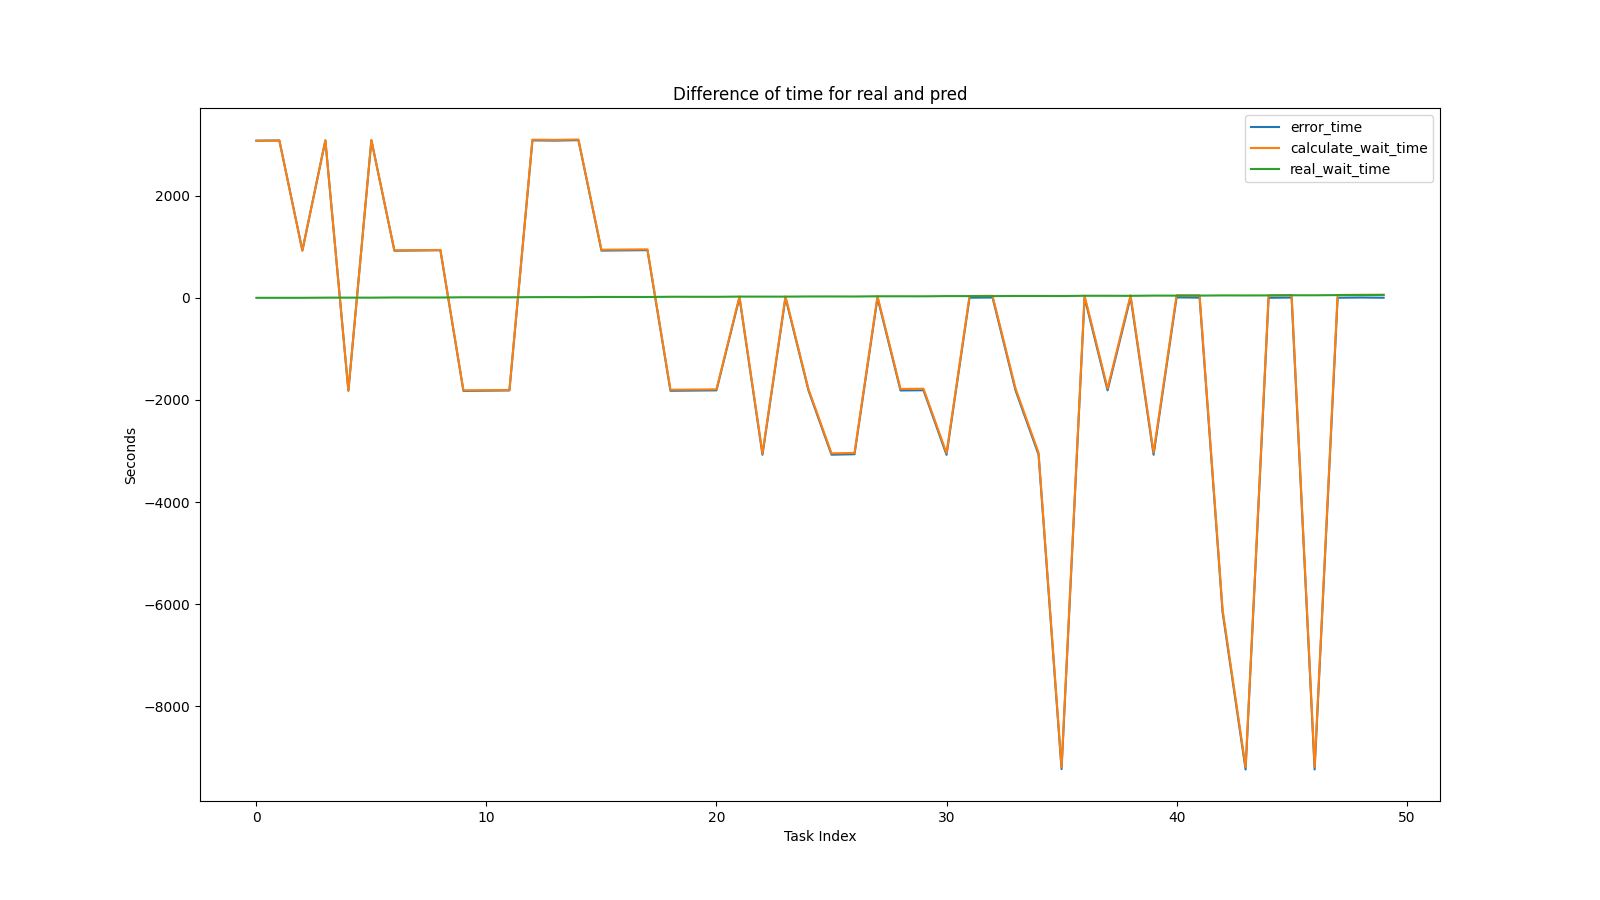 Difference of time for real and pred
error_time
calculate_wait_time
real_wait_time
2000
0
−2000
−4000
−6000
−8000
Seconds
0 10 20 30 40 50
Task Index